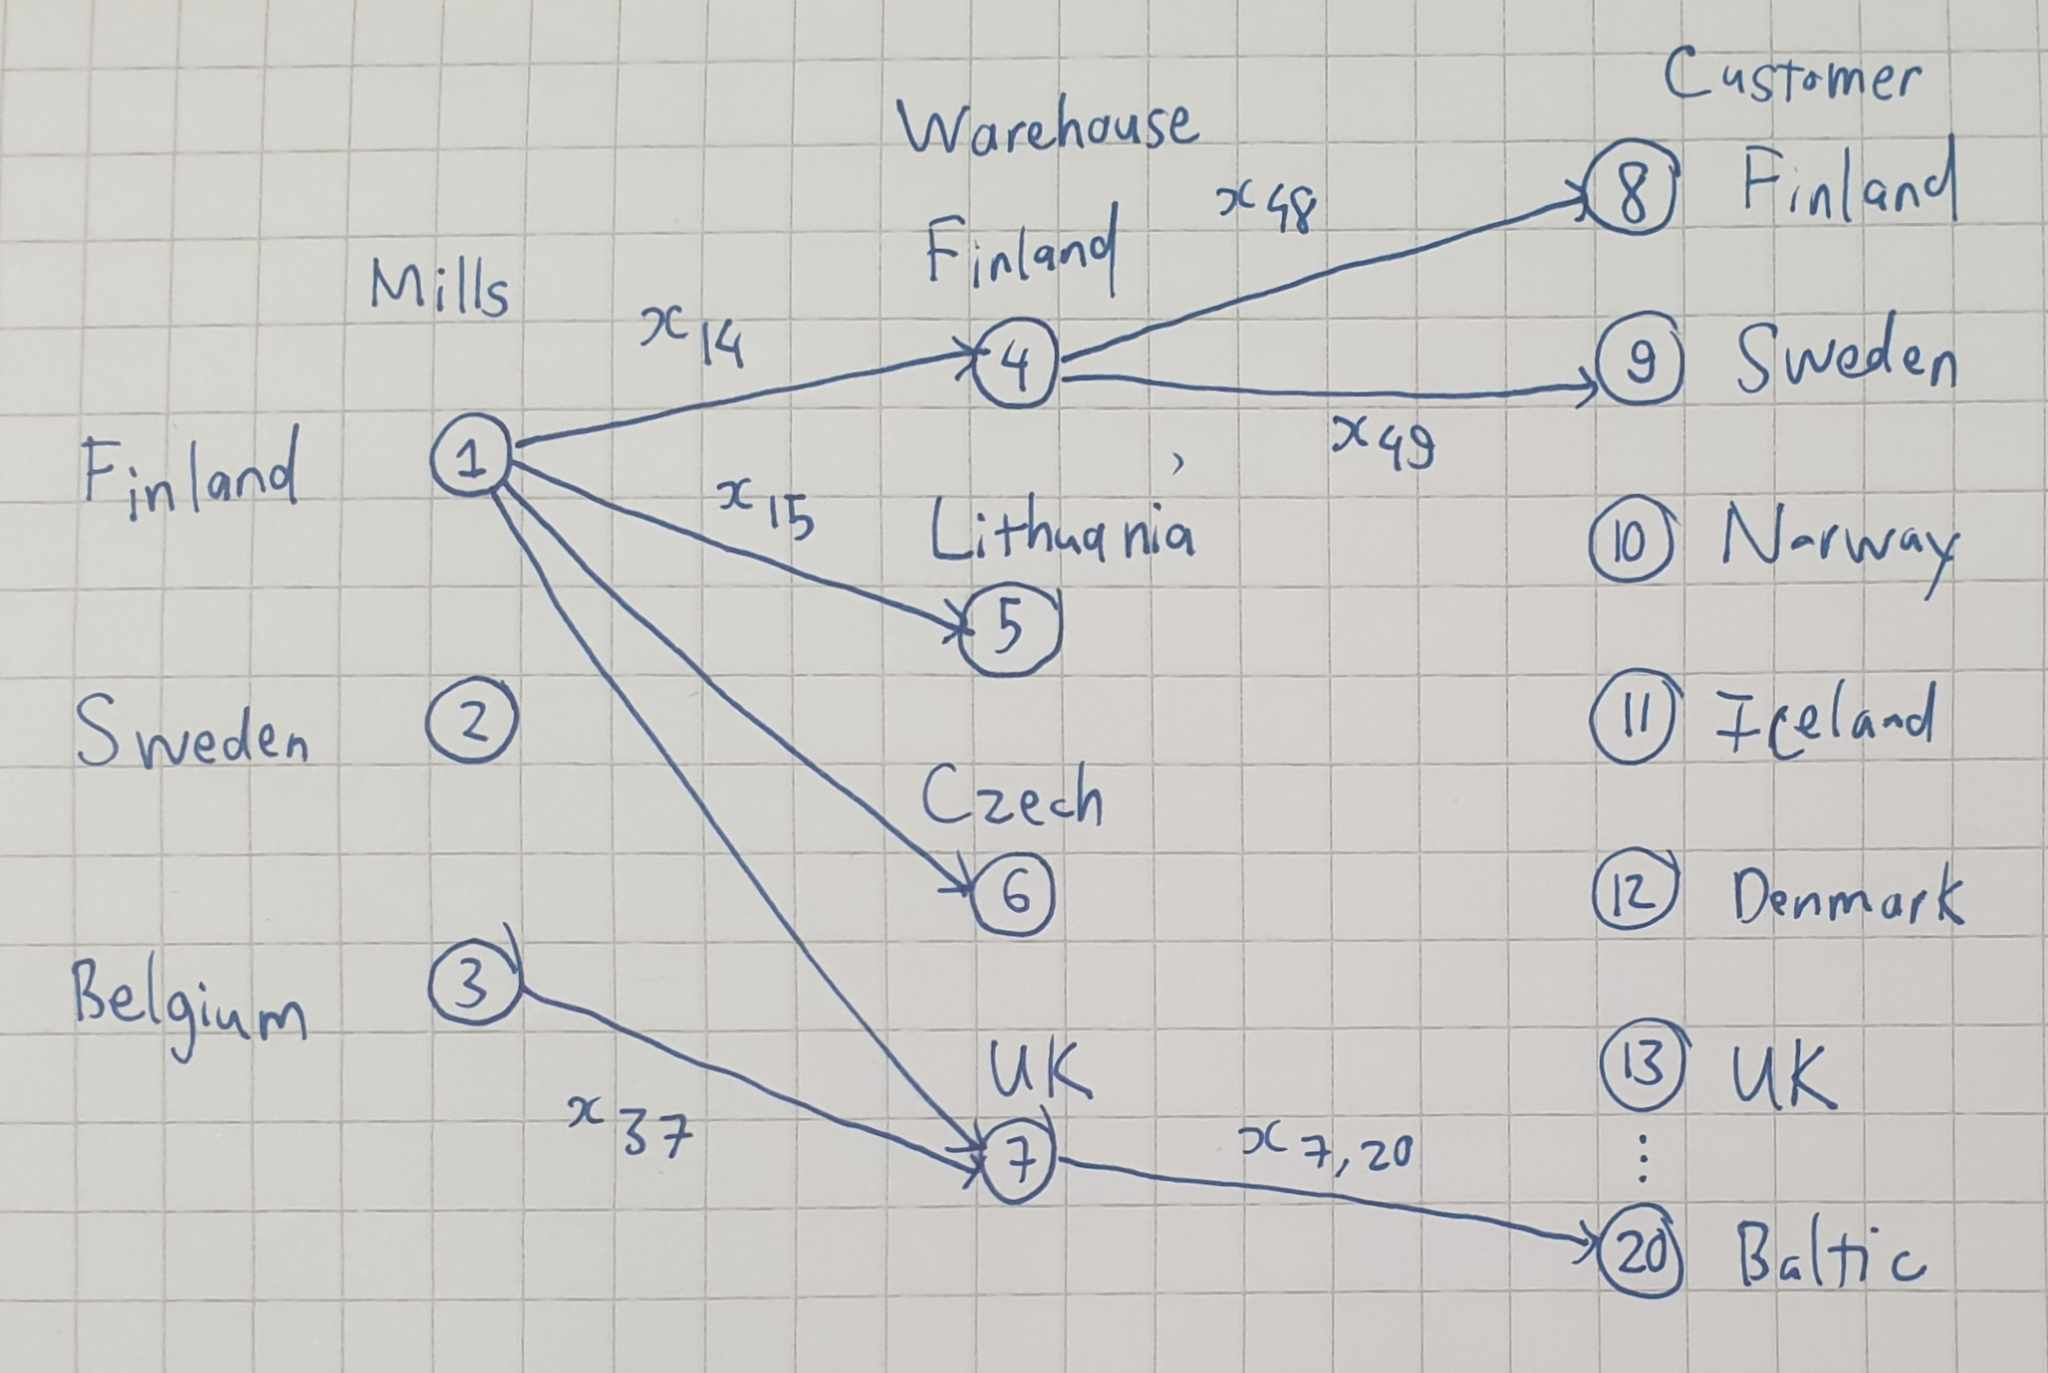 Customer
Warehouse
8 Finland
x48
Finland
Mills
x14
4
9 Sweden
x49
Finland 1
x15
Lithuania
10 Norway
5
Sweden 2
11 Iceland
Czech
6
12 Denmark
Belgium 3
UK
13 UK
x37
7
x7,20
⋮
20 Baltic